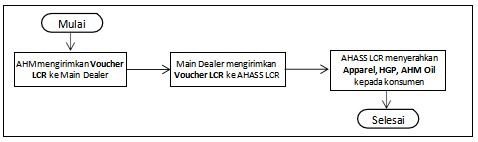 Mulai
AHM mengirimkan Voucher
LCR ke Main Dealer
Main Dealer mengirimkan
Voucher LCR ke AHASS LCR
AHASS LCR menyerahkan
Apparel, HGP, AHM Oil
kepada konsumen
Selesai